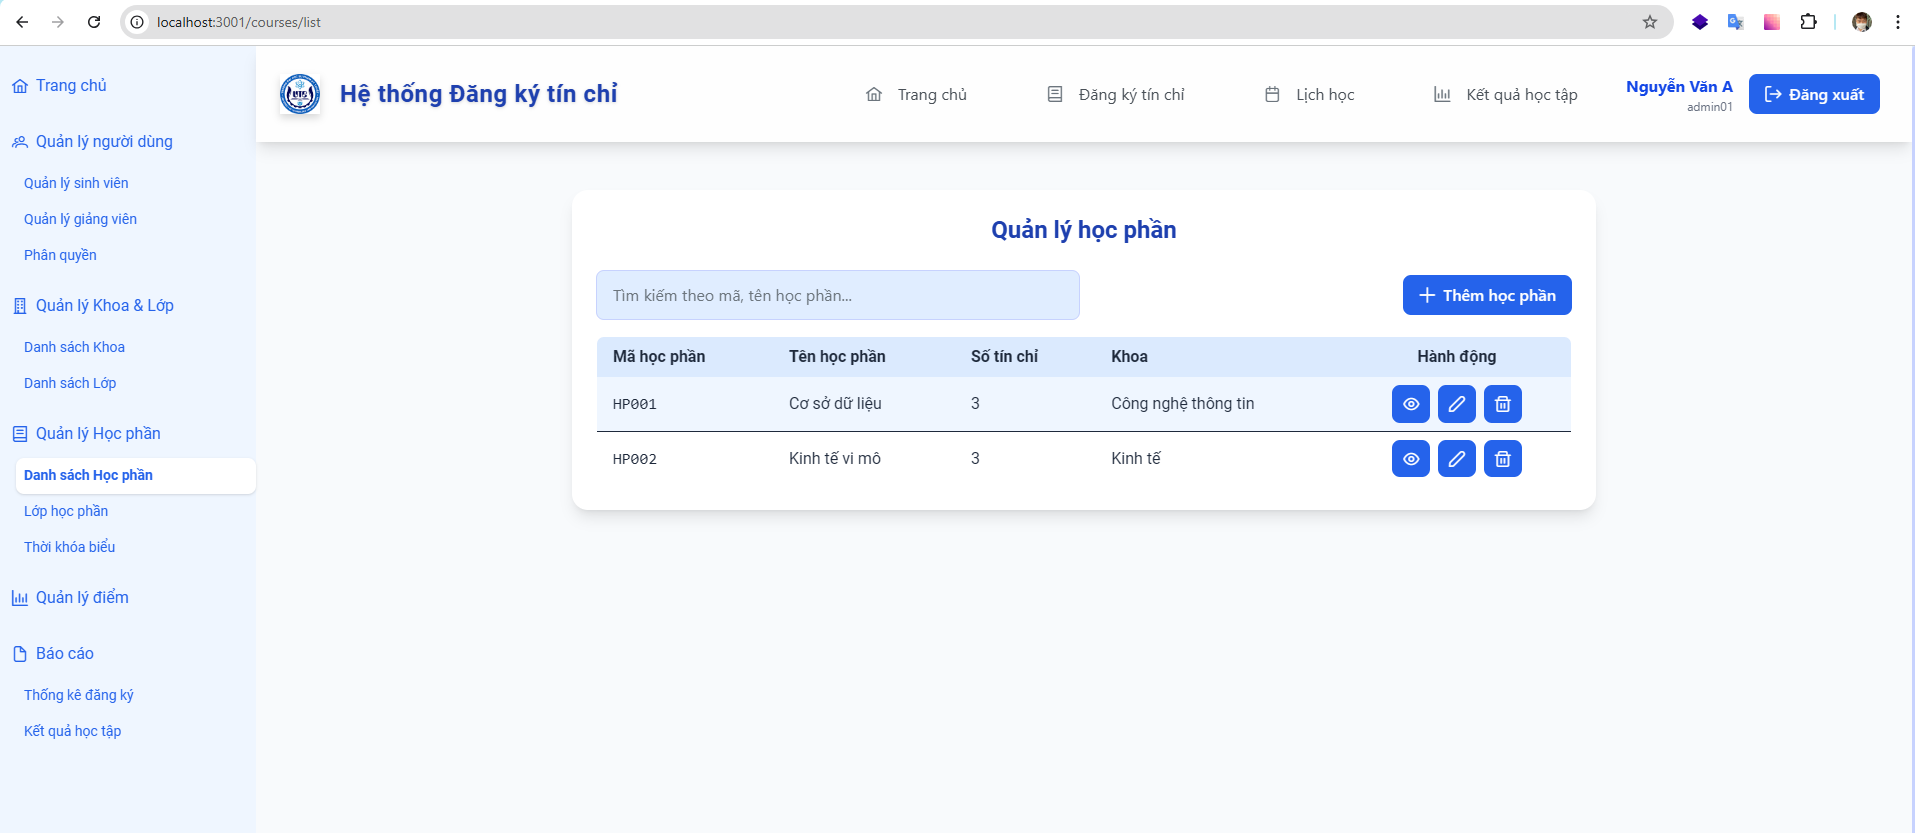 localhost:3001/courses/list
Trang chủ
Quản lý người dùng
Quản lý sinh viên
Quản lý giảng viên
Phân quyền
Quản lý Khoa & Lớp
Danh sách Khoa
Danh sách Lớp
Quản lý Học phần
Danh sách Học phần
Lớp học phần
Thời khóa biểu
Quản lý điểm
Báo cáo
Thống kê đăng ký
Kết quả học tập
Hệ thống Đăng ký tín chỉ
Trang chủ
Đăng ký tín chỉ
Lịch học
Kết quả học tập
Nguyễn Văn A
admin01
Đăng xuất
Quản lý học phần
Tìm kiếm theo mã, tên học phần...
Thêm học phần
Mã học phần Tên học phần Số tín chỉ Khoa Hành động
HP001 Cơ sở dữ liệu 3 Công nghệ thông tin
HP002 Kinh tế vi mô 3 Kinh tế